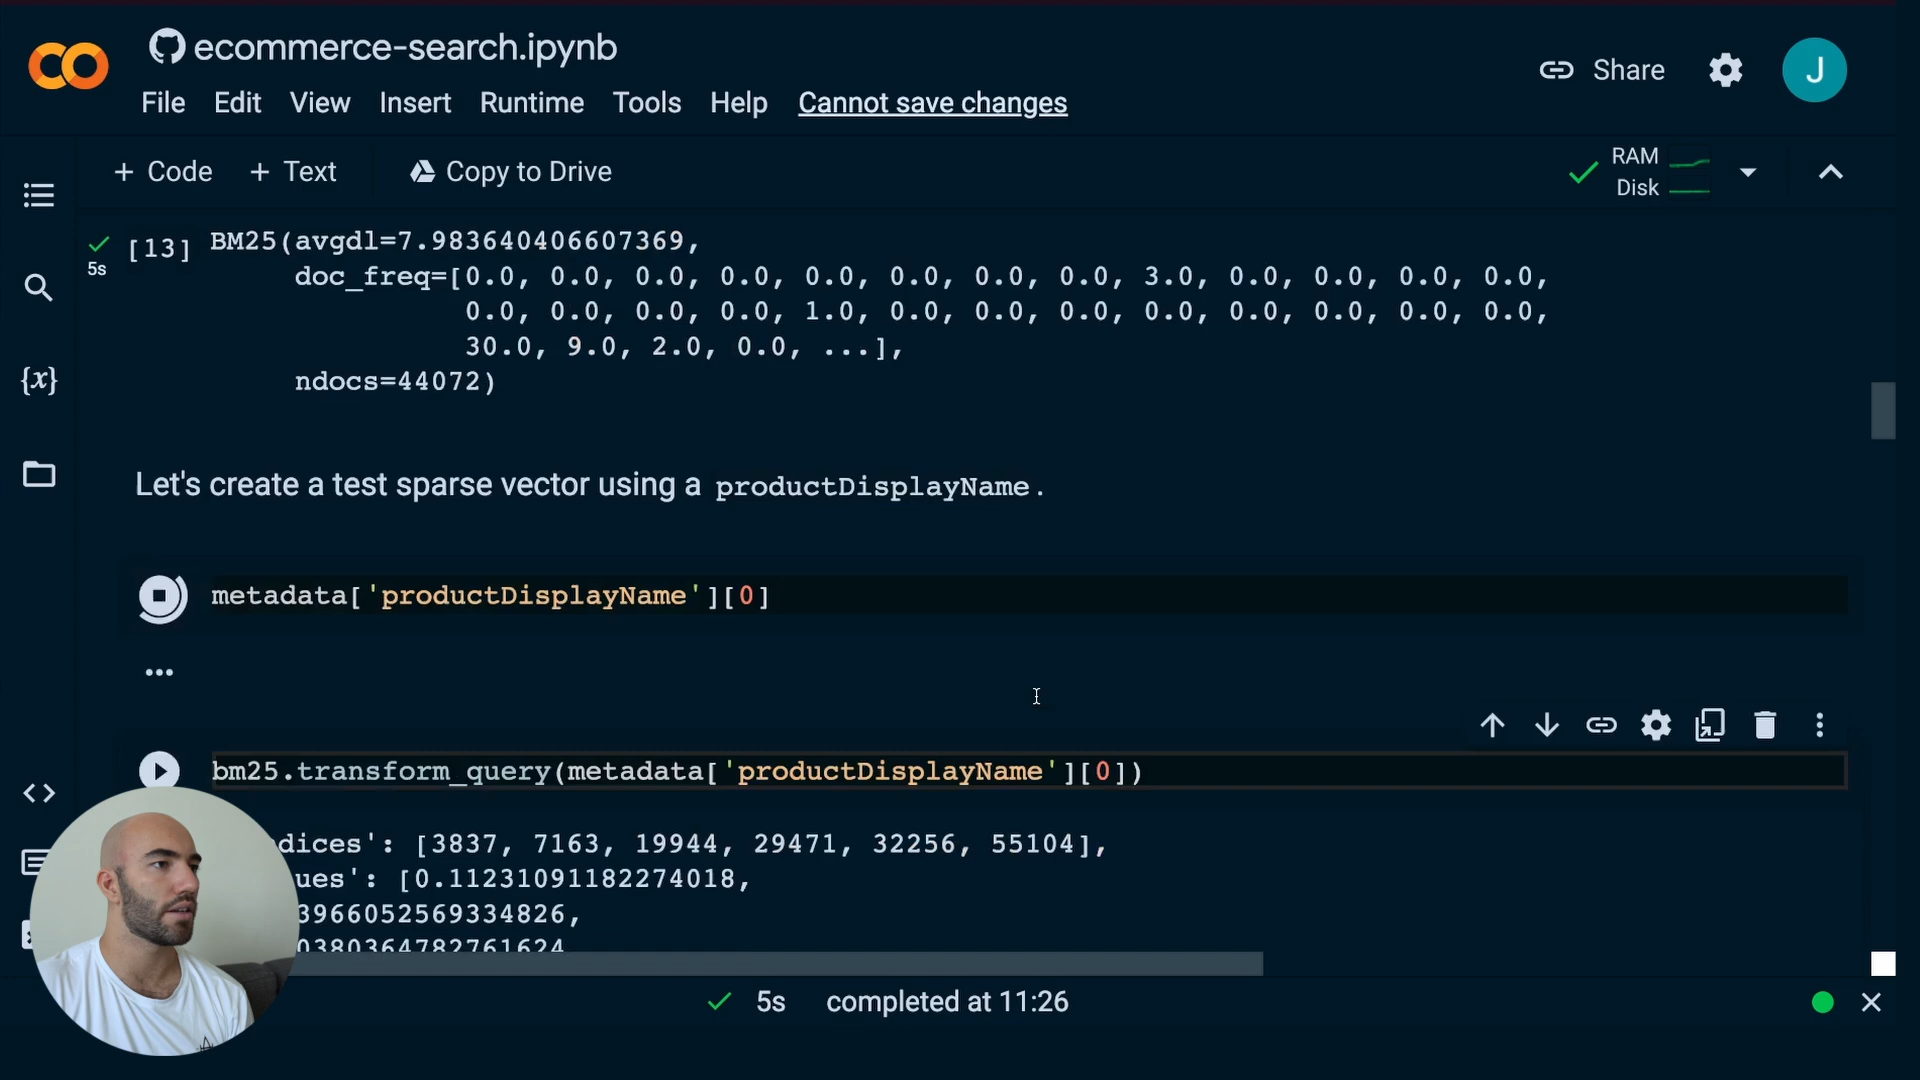 ecommerce-search.ipynb
Share
J
File Edit View Insert Runtime Tools Help Cannot save changes
+ Code + Text Copy to Drive
RAM
Disk
[13] BM25(avgdl=7.983640406607369,
5s
doc_freq=[0.0, 0.0, 0.0, 0.0, 0.0, 0.0, 0.0, 0.0, 3.0, 0.0, 0.0, 0.0, 0.0,
0.0, 0.0, 0.0, 0.0, 1.0, 0.0, 0.0, 0.0, 0.0, 0.0, 0.0, 0.0, 0.0,
30.0, 9.0, 2.0, 0.0, ...],
ndocs=44072)
{x}
Let's create a test sparse vector using a productDisplayName.
metadata['productDisplayName'][0]
bm25.transform_query(metadata['productDisplayName'][0])
dices': [3837, 7163, 19944, 29471, 32256, 55104],
ues': [0.11231091182274018,
3966052569334826,
0380364782761624
5s completed at 11:26